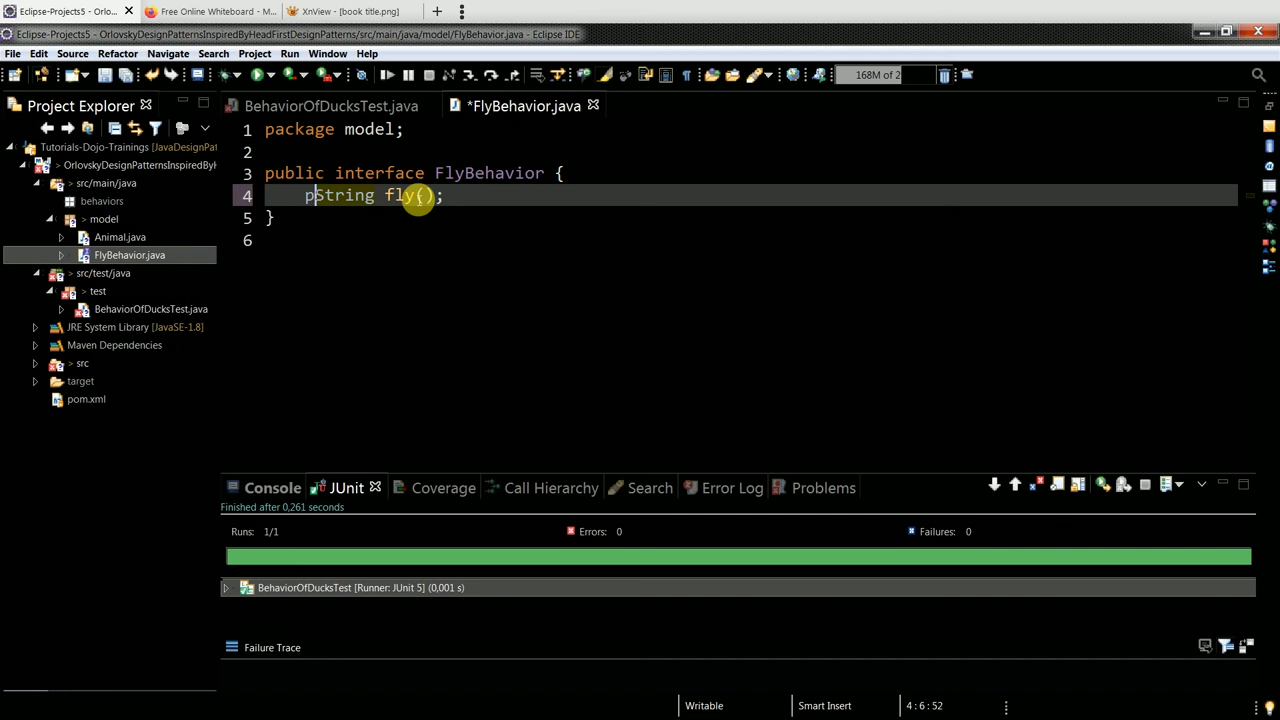 Eclipse-Projects5 - Orlo...
Free Online Whiteboard - M...
XnView - [book title.png]
Eclipse-Projects5 - OrlovskyDesignPatternsInspiredByHeadFirstDesignPatterns/src/main/java/model/FlyBehavior.java - Eclipse IDE
File Edit Source Refactor Navigate Search Project Run Window Help
168M of 2
Project Explorer
BehaviorOfDucksTest.java
*FlyBehavior.java
Tutorials-Dojo-Trainings [JavaDesignPat
OrlovskyDesignPatternsInspiredByH
> src/main/java
behaviors
> model
Animal.java
FlyBehavior.java
> src/test/java
> test
BehaviorOfDucksTest.java
JRE System Library [JavaSE-1.8]
Maven Dependencies
> src
target
pom.xml
1 package model;
2
3 public interface FlyBehavior {
4 pString fly();
5 }
6
Console JUnit Coverage Call Hierarchy Search Error Log Problems
Finished after 0,261 seconds
Runs: 1/1 Errors: 0 Failures: 0
BehaviorOfDucksTest [Runner: JUnit 5] (0,001 s)
Failure Trace
Writable Smart Insert 4 : 6 : 52